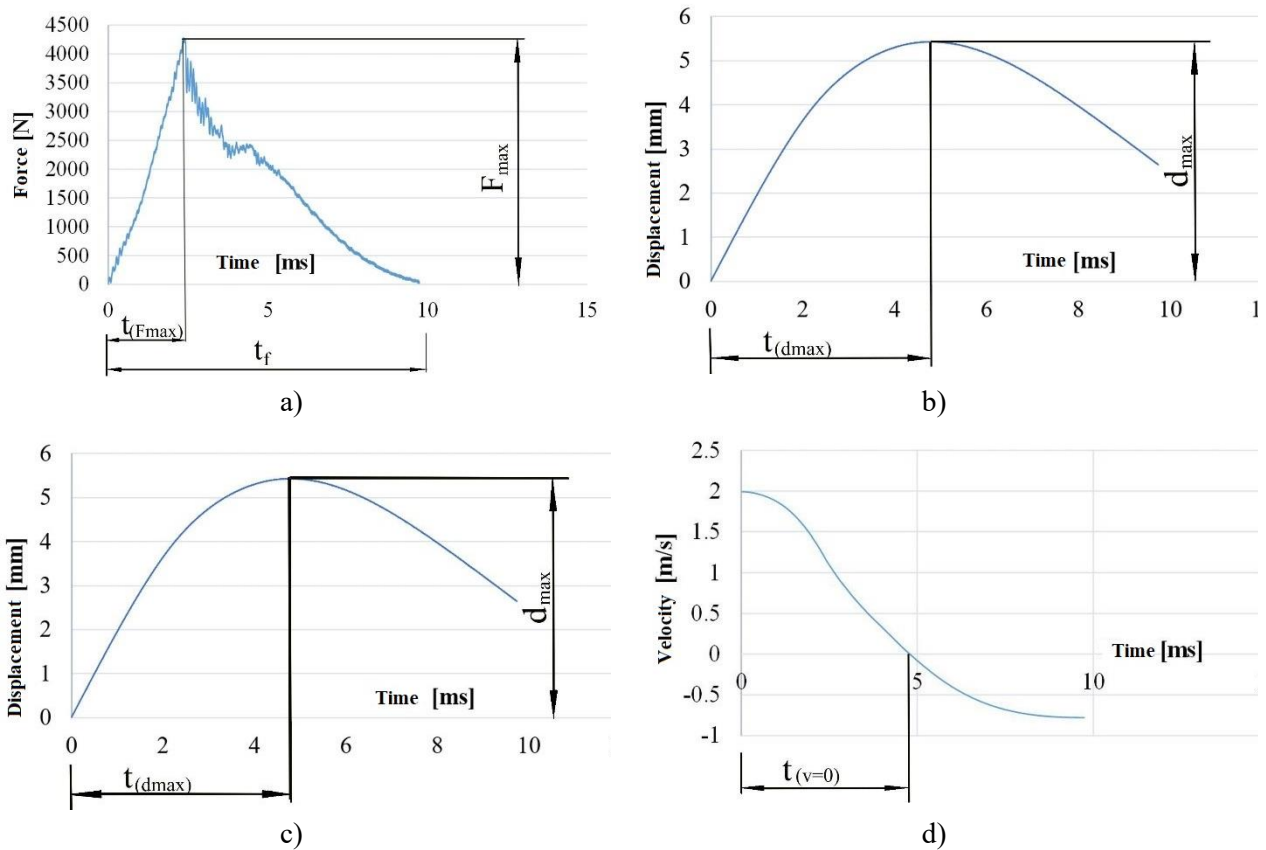 4500
4000
3500
3000
2500
2000
1500
1000
500
0
Force [N]
Time [ms]
F max
0 5 10 15
t(Fmax)
tf
a)
6
5
4
3
2
1
0
Displacement [mm]
Time [ms]
dmax
0 2 4 6 8 10 1
t(dmax)
b)
6
5
4
3
2
1
0
Displacement [mm]
Time [ms]
dmax
0 2 4 6 8 10
t(dmax)
c)
2.5
2
1.5
1
0.5
0
-0.5
-1
Velocity [m/s]
Time [ms]
0 5 10
t(v=0)
d)